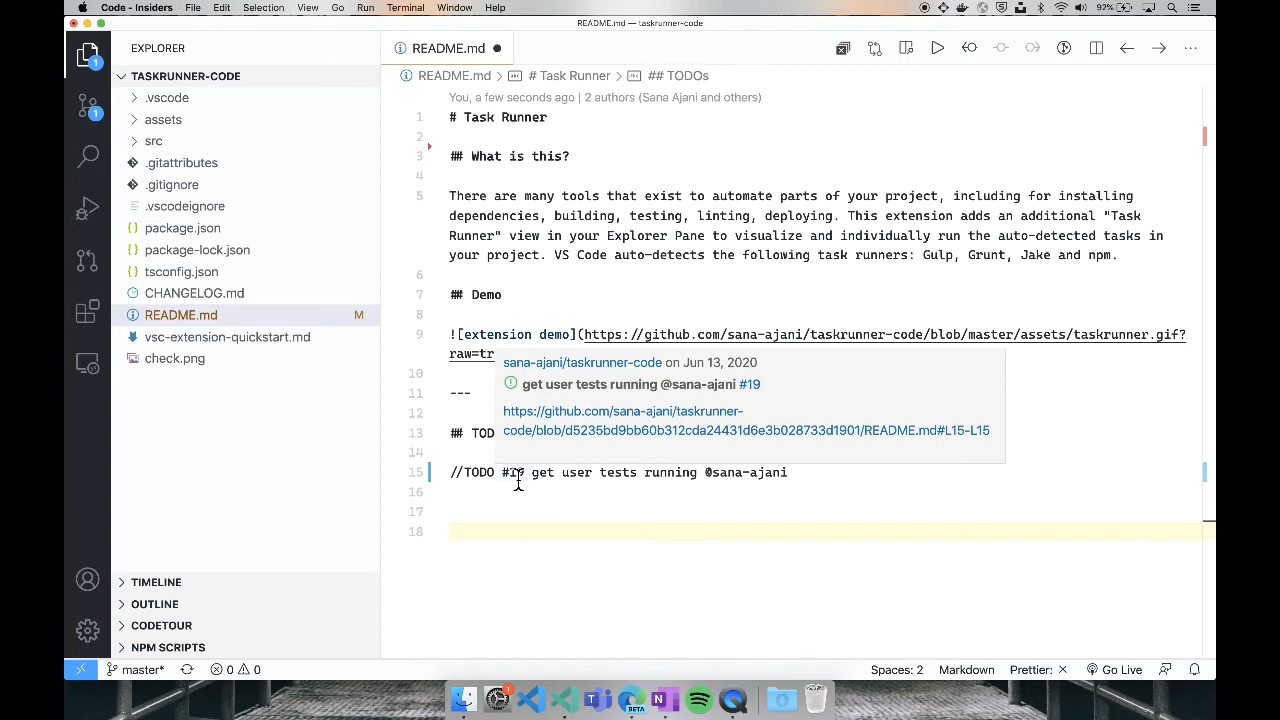 Code - Insiders File Edit Selection View Go Run Terminal Window Help 92%
README.md — taskrunner-code
EXPLORER
README.md
TASKRUNNER-CODE
README.md > # Task Runner > ## TODOs
.vscode
You, a few seconds ago | 2 authors (Sana Ajani and others)
assets
1 # Task Runner
src
2
.gitattributes
3 ## What is this?
.gitignore
4
.vscodeignore
5 There are many tools that exist to automate parts of your project, including for installing
package.json
dependencies, building, testing, linting, deploying. This extension adds an additional "Task
package-lock.json
Runner" view in your Explorer Pane to visualize and individually run the auto-detected tasks in
tsconfig.json
your project. VS Code auto-detects the following task runners: Gulp, Grunt, Jake and npm.
CHANGELOG.md
6
README.md M
7 ## Demo
vsc-extension-quickstart.md
8
check.png
9 ![extension demo](https://github.com/sana-ajani/taskrunner-code/blob/master/assets/taskrunner.gif?
raw=tr
sana-ajani/taskrunner-code on Jun 13, 2020
10
get user tests running @sana-ajani #19
11 ---
https://github.com/sana-ajani/taskrunner-
12
code/blob/d5235bd9bb60b312cda24431d6e3b028733d1901/README.md#L15-L15
13 ## TOD
14
15 //TODO #19 get user tests running @sana-ajani
16
17
18
TIMELINE
OUTLINE
CODETOUR
NPM SCRIPTS
1
1
master* 0 0 Spaces: 2 Markdown Prettier: × Go Live
1
BETA